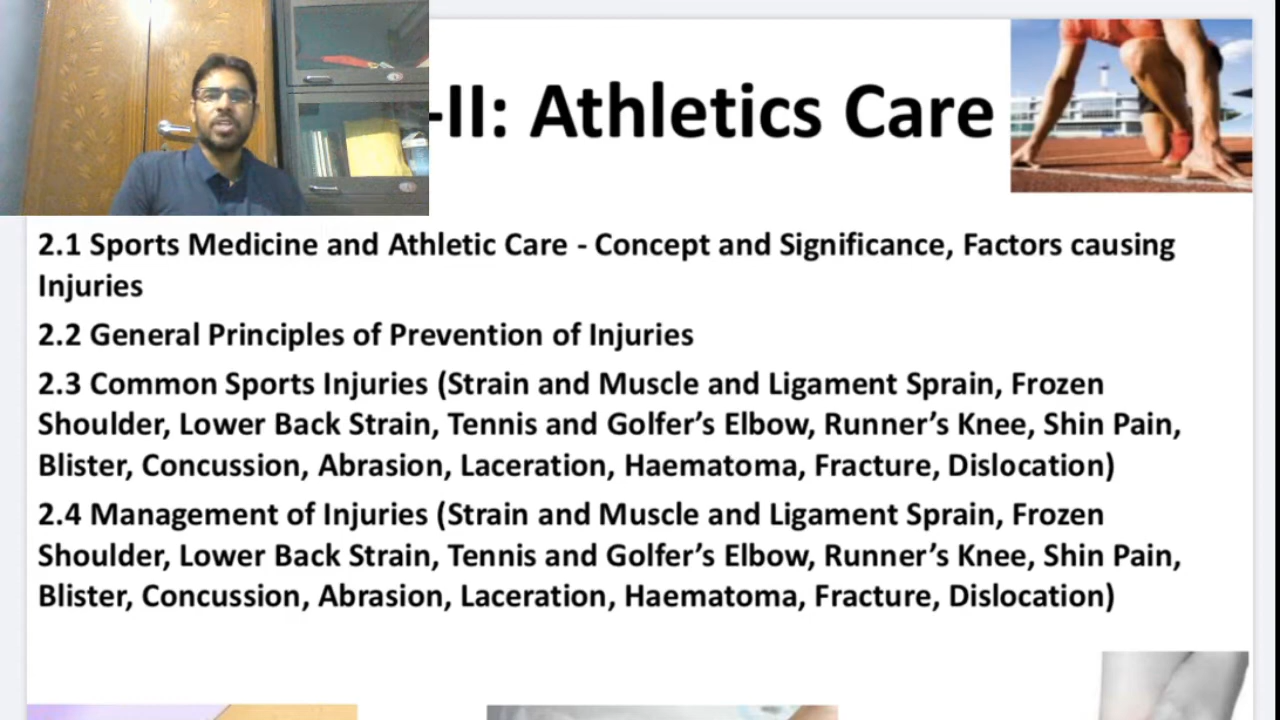 -II: Athletics Care
2.1 Sports Medicine and Athletic Care - Concept and Significance, Factors causing
Injuries
2.2 General Principles of Prevention of Injuries
2.3 Common Sports Injuries (Strain and Muscle and Ligament Sprain, Frozen
Shoulder, Lower Back Strain, Tennis and Golfer’s Elbow, Runner’s Knee, Shin Pain,
Blister, Concussion, Abrasion, Laceration, Haematoma, Fracture, Dislocation)
2.4 Management of Injuries (Strain and Muscle and Ligament Sprain, Frozen
Shoulder, Lower Back Strain, Tennis and Golfer’s Elbow, Runner’s Knee, Shin Pain,
Blister, Concussion, Abrasion, Laceration, Haematoma, Fracture, Dislocation)